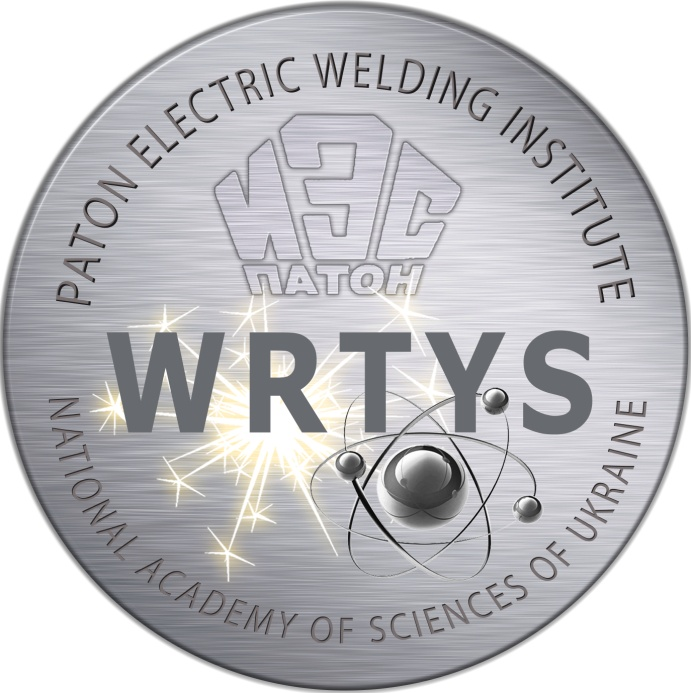 PATON ELECTRIC WELDING INSTITUTE
ИЭС
ПАТОН
WRTYS
NATIONAL ACADEMY OF SCIENCES OF UKRAINE